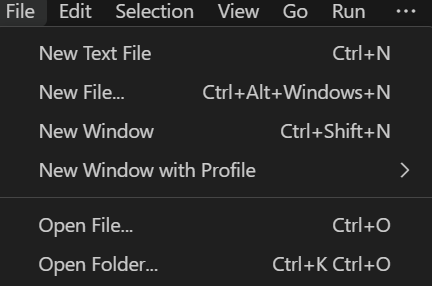 File Edit Selection View Go Run ...
New Text File Ctrl+N
New File... Ctrl+Alt+Windows+N
New Window Ctrl+Shift+N
New Window with Profile >
Open File... Ctrl+O
Open Folder... Ctrl+K Ctrl+O